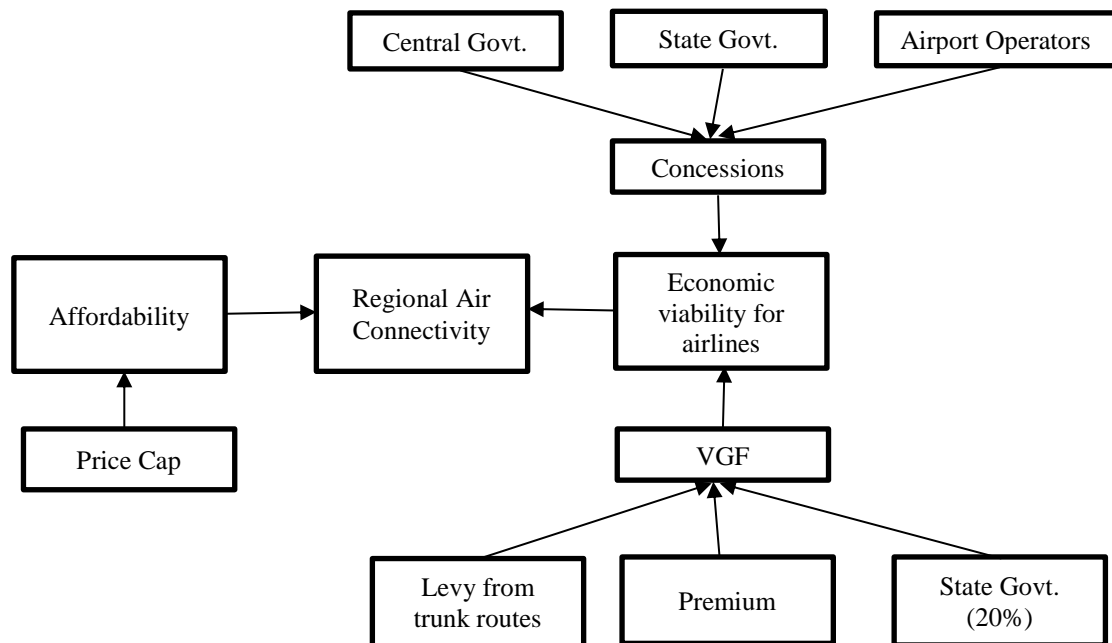 Central Govt.
State Govt.
Airport Operators
Concessions
Affordability
Regional Air
Connectivity
Economic
viability for
airlines
Price Cap
VGF
Levy from
trunk routes
Premium
State Govt.
(20%)